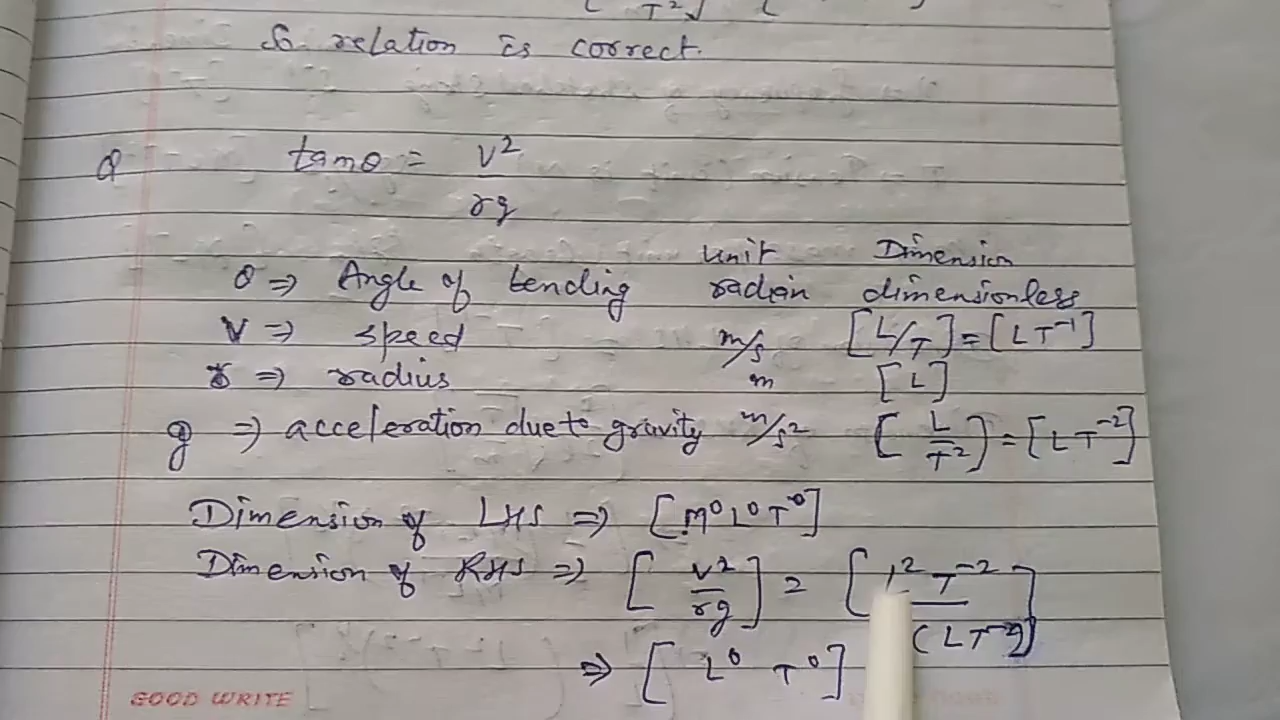 T²
So relation is correct.
Q tanθ = V²
rg
unit Dimension
θ ⇒ Angle of bending radian dimensionless
V ⇒ speed m/s [L/T] = [LT⁻¹]
r ⇒ radius m [L]
g ⇒ acceleration due to gravity m/s² [L/T²] = [LT⁻²]
Dimension of LHS ⇒ [M⁰L⁰T⁰]
Dimension of RHS ⇒ [V²/rg] = [L² T⁻²/(LT⁻²)]
⇒ [L⁰ T⁰]
GOOD WRITE